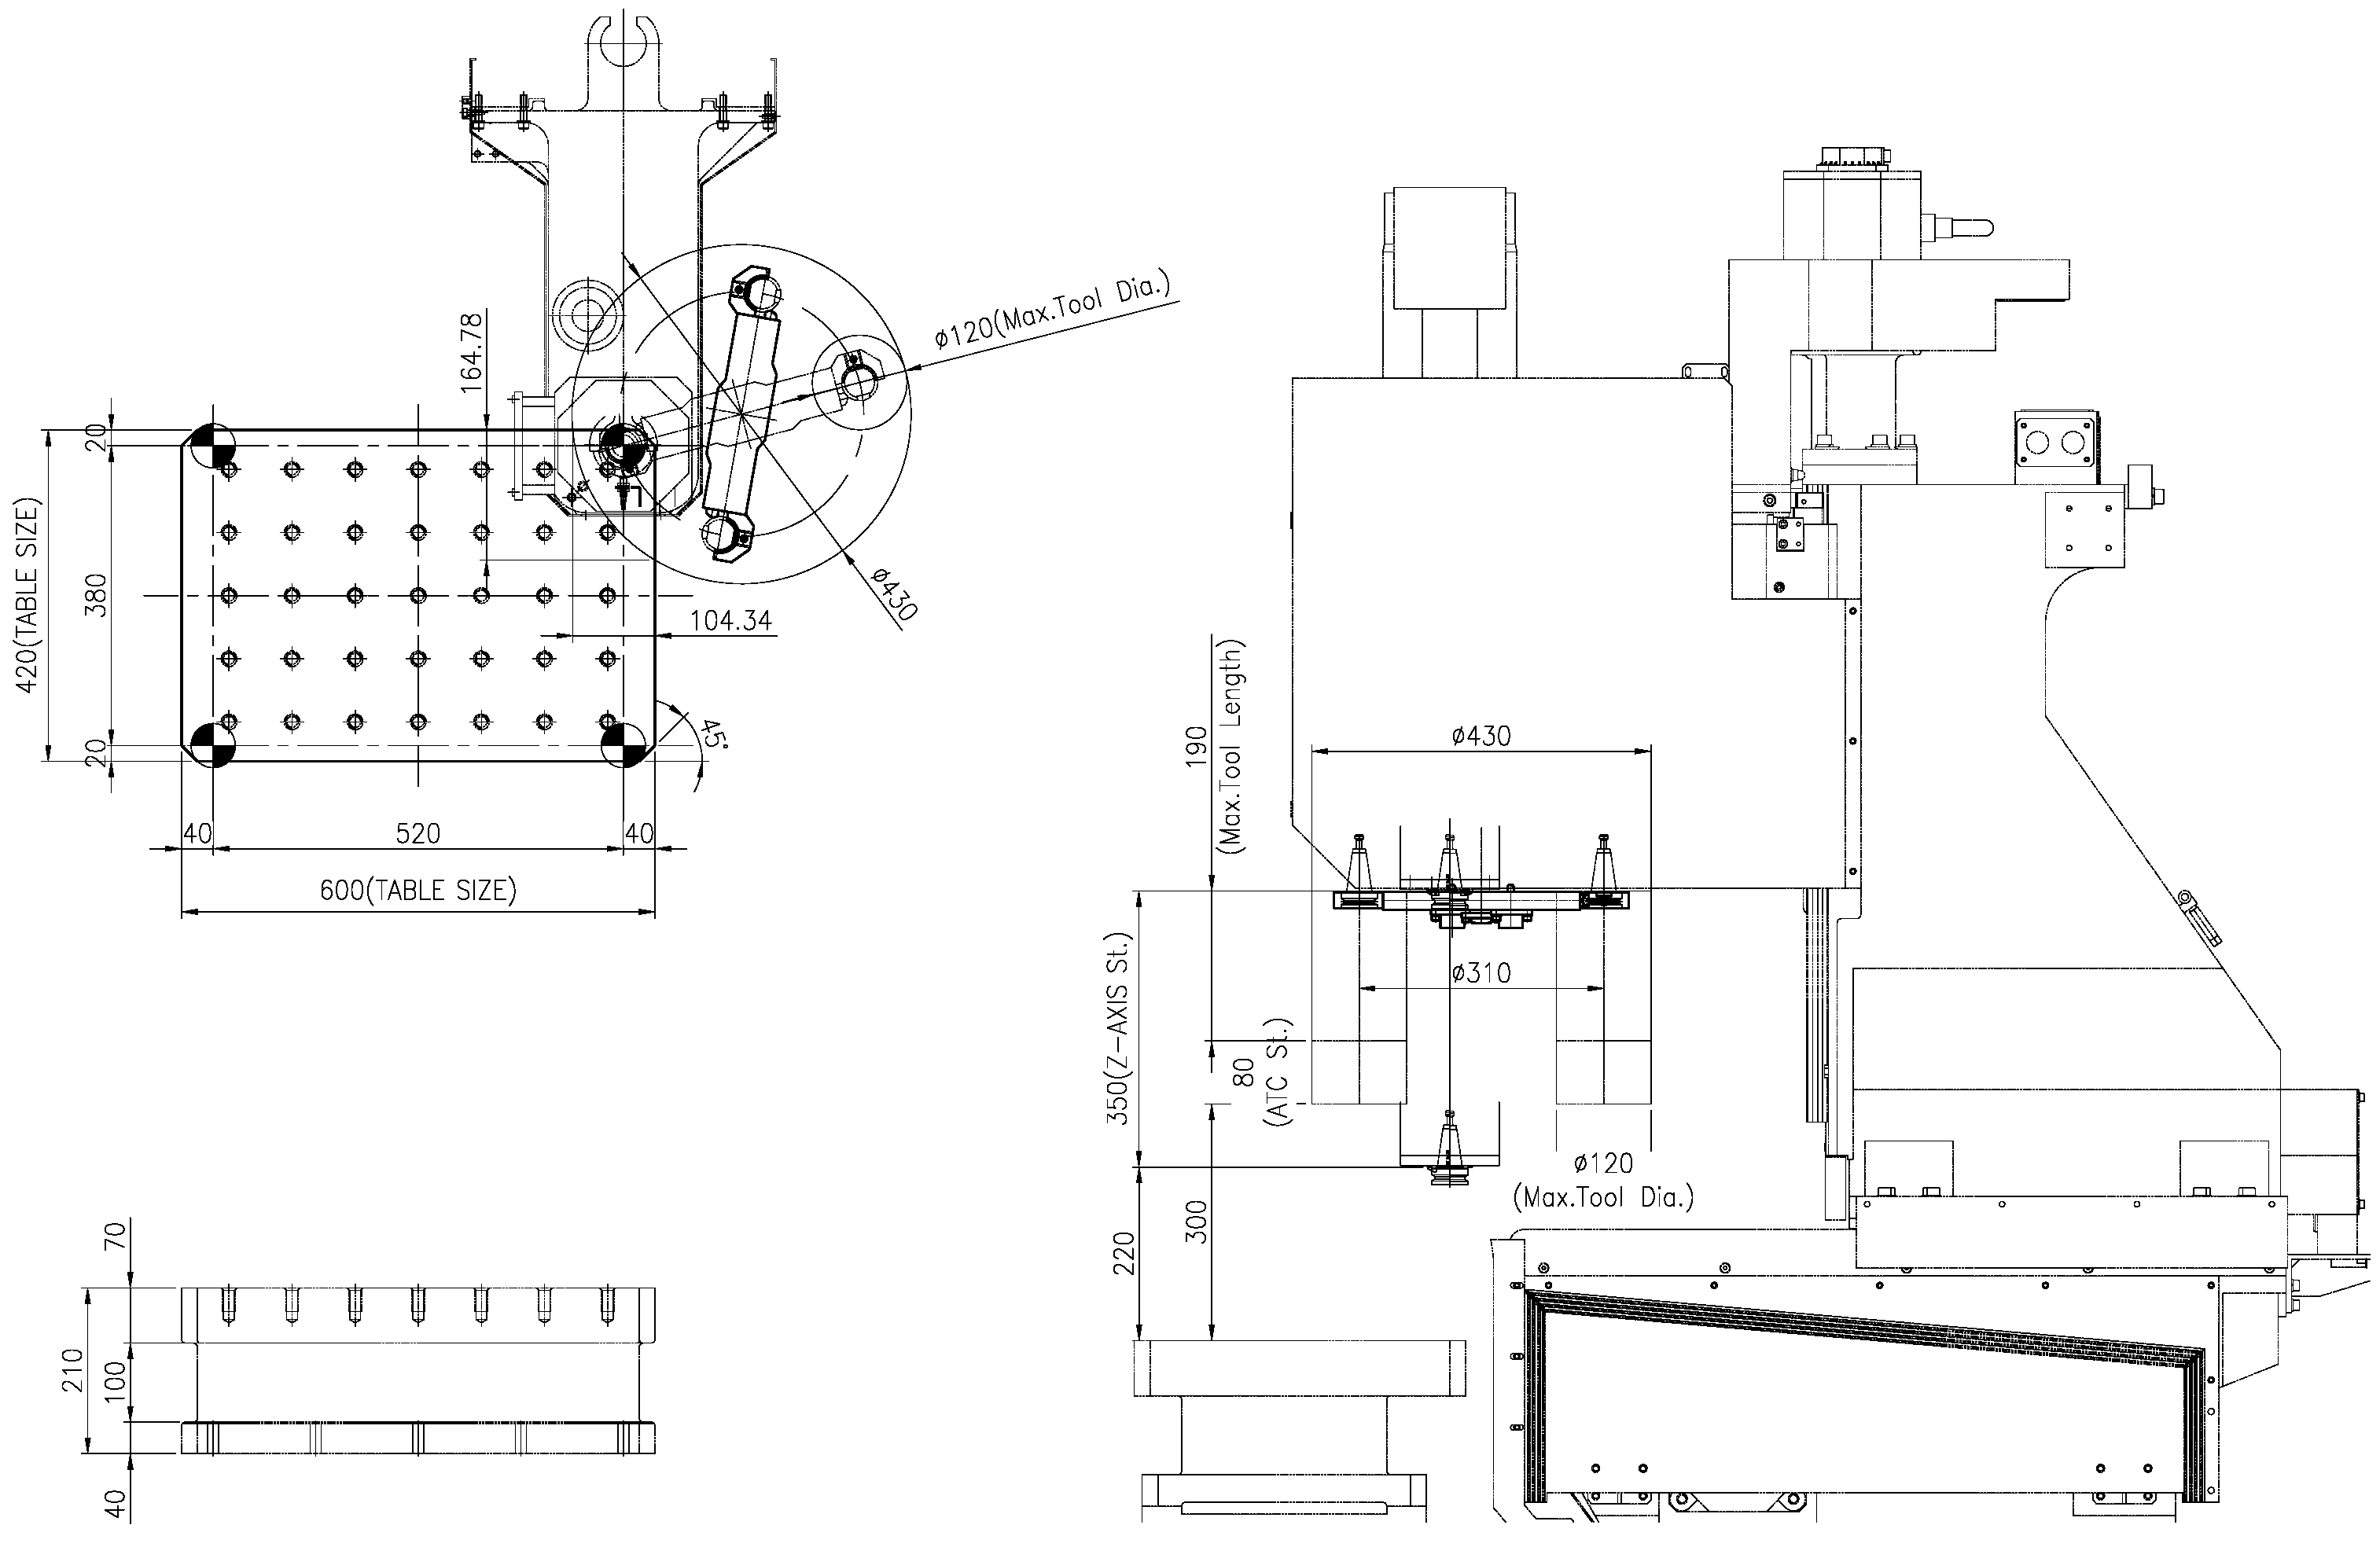 ø120(Max.Tool Dia.)
164.78
20
420(TABLE SIZE)
380
ø430
104.34
45°
20
40
520
40
600(TABLE SIZE)
190
(Max.Tool Length)
ø430
350(Z-AXIS St.)
ø310
80
(ATC St.)
ø120
(Max.Tool Dia.)
300
220
70
210
100
40